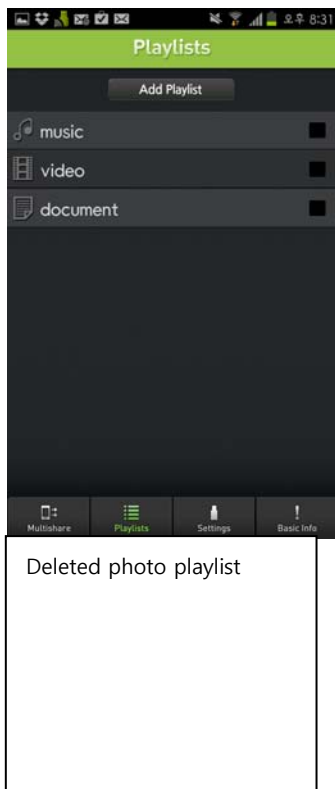 오후 8:31
Playlists
Add Playlist
music
video
document
Multishare Playlists Settings Basic Info
Deleted photo playlist